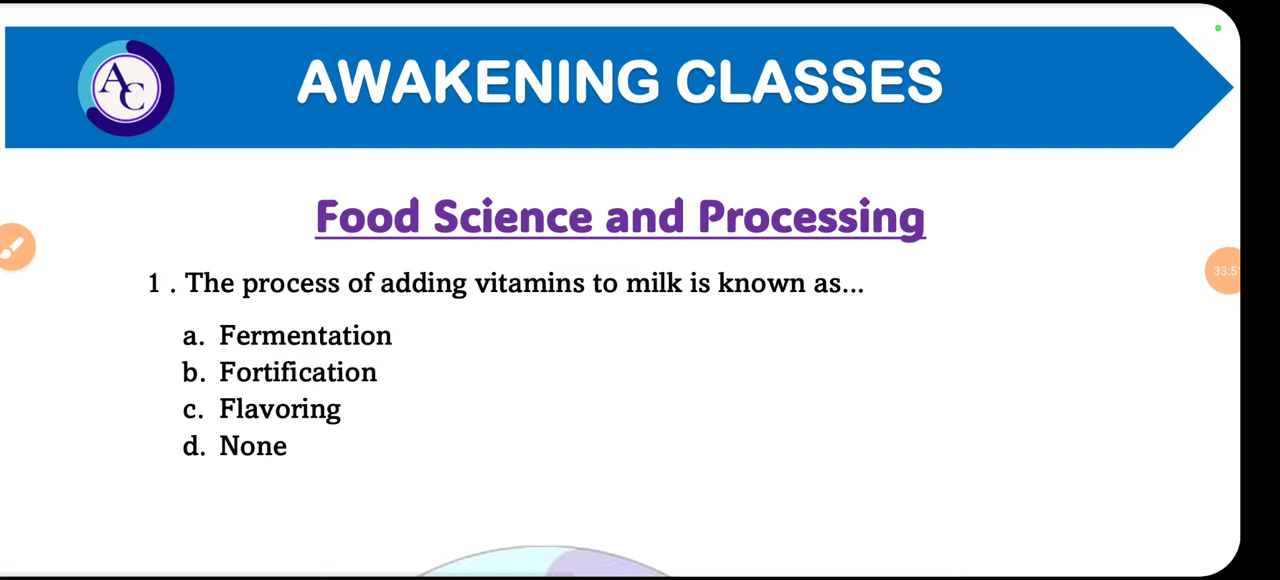 AC
AWAKENING CLASSES
Food Science and Processing
1 . The process of adding vitamins to milk is known as...
a. Fermentation
b. Fortification
c. Flavoring
d. None